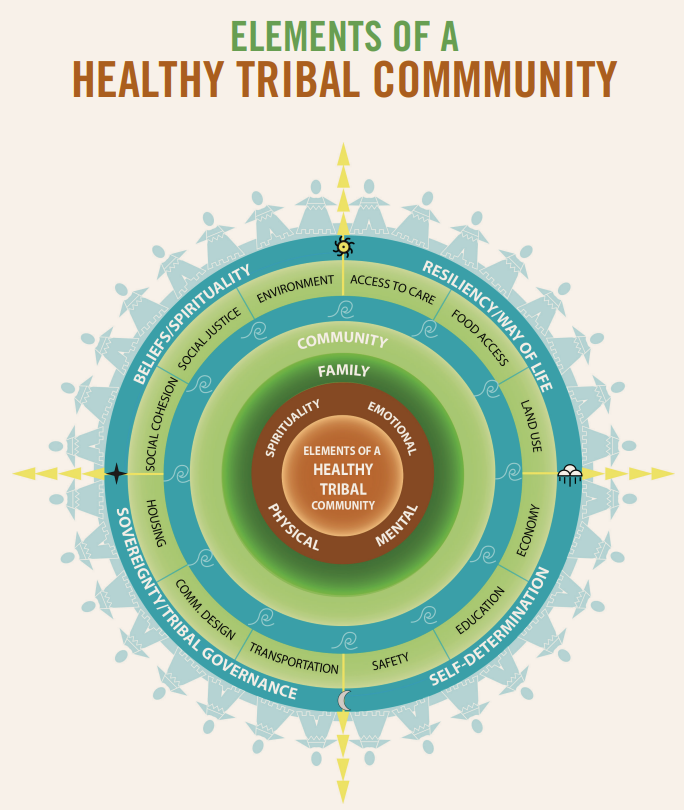 ELEMENTS OF A
HEALTHY TRIBAL COMMMUNITY
BELIEFS/SPIRITUALITY
RESILIENCY/WAY OF LIFE
SELF-DETERMINATION
SOVEREIGNTY/TRIBAL GOVERNANCE
ENVIRONMENT
ACCESS TO CARE
FOOD ACCESS
LAND USE
ECONOMY
EDUCATION
SAFETY
TRANSPORTATION
COMM. DESIGN
HOUSING
SOCIAL COHESION
SOCIAL JUSTICE
COMMUNITY
FAMILY
SPIRITUALITY
EMOTIONAL
MENTAL
PHYSICAL
ELEMENTS OF A
HEALTHY
TRIBAL
COMMUNITY